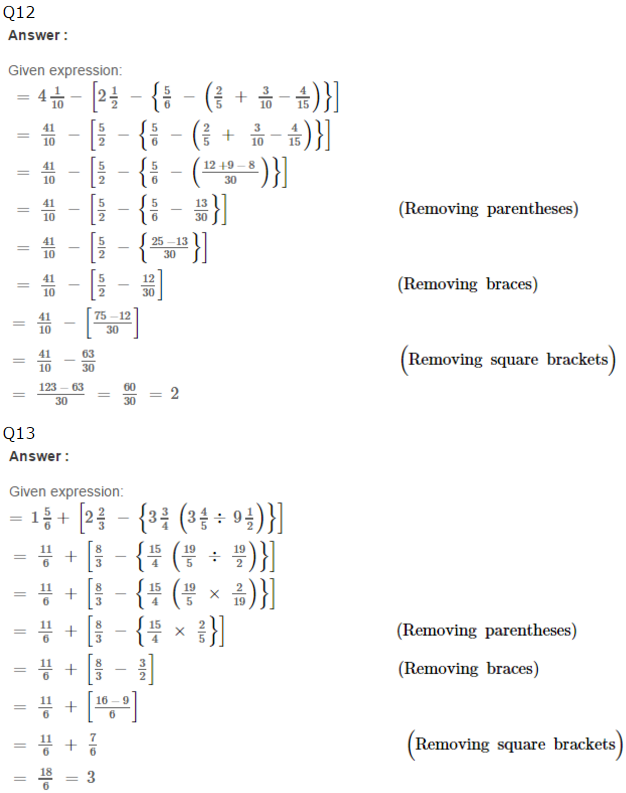 Q12
Answer :
Given expression:
= 4 1/10 − [2 1/2 − {5/6 − (2/5 + 3/10 − 4/15)}]
= 41/10 − [5/2 − {5/6 − (2/5 + 3/10 − 4/15)}]
= 41/10 − [5/2 − {5/6 − ((12 +9 − 8)/30)}]
= 41/10 − [5/2 − {5/6 − 13/30}] (Removing parentheses)
= 41/10 − [5/2 − {(25 −13)/30}]
= 41/10 − [5/2 − 12/30] (Removing braces)
= 41/10 − [(75 −12)/30]
= 41/10 − 63/30 (Removing square brackets)
= (123 − 63)/30 = 60/30 = 2
Q13
Answer :
Given expression:
= 1 5/6 + [2 2/3 − {3 3/4 (3 4/5 ÷ 9 1/2)}]
= 11/6 + [8/3 − {15/4 (19/5 ÷ 19/2)}]
= 11/6 + [8/3 − {15/4 (19/5 × 2/19)}]
= 11/6 + [8/3 − {15/4 × 2/5}] (Removing parentheses)
= 11/6 + [8/3 − 3/2] (Removing braces)
= 11/6 + [(16 − 9)/6]
= 11/6 + 7/6 (Removing square brackets)
= 18/6 = 3